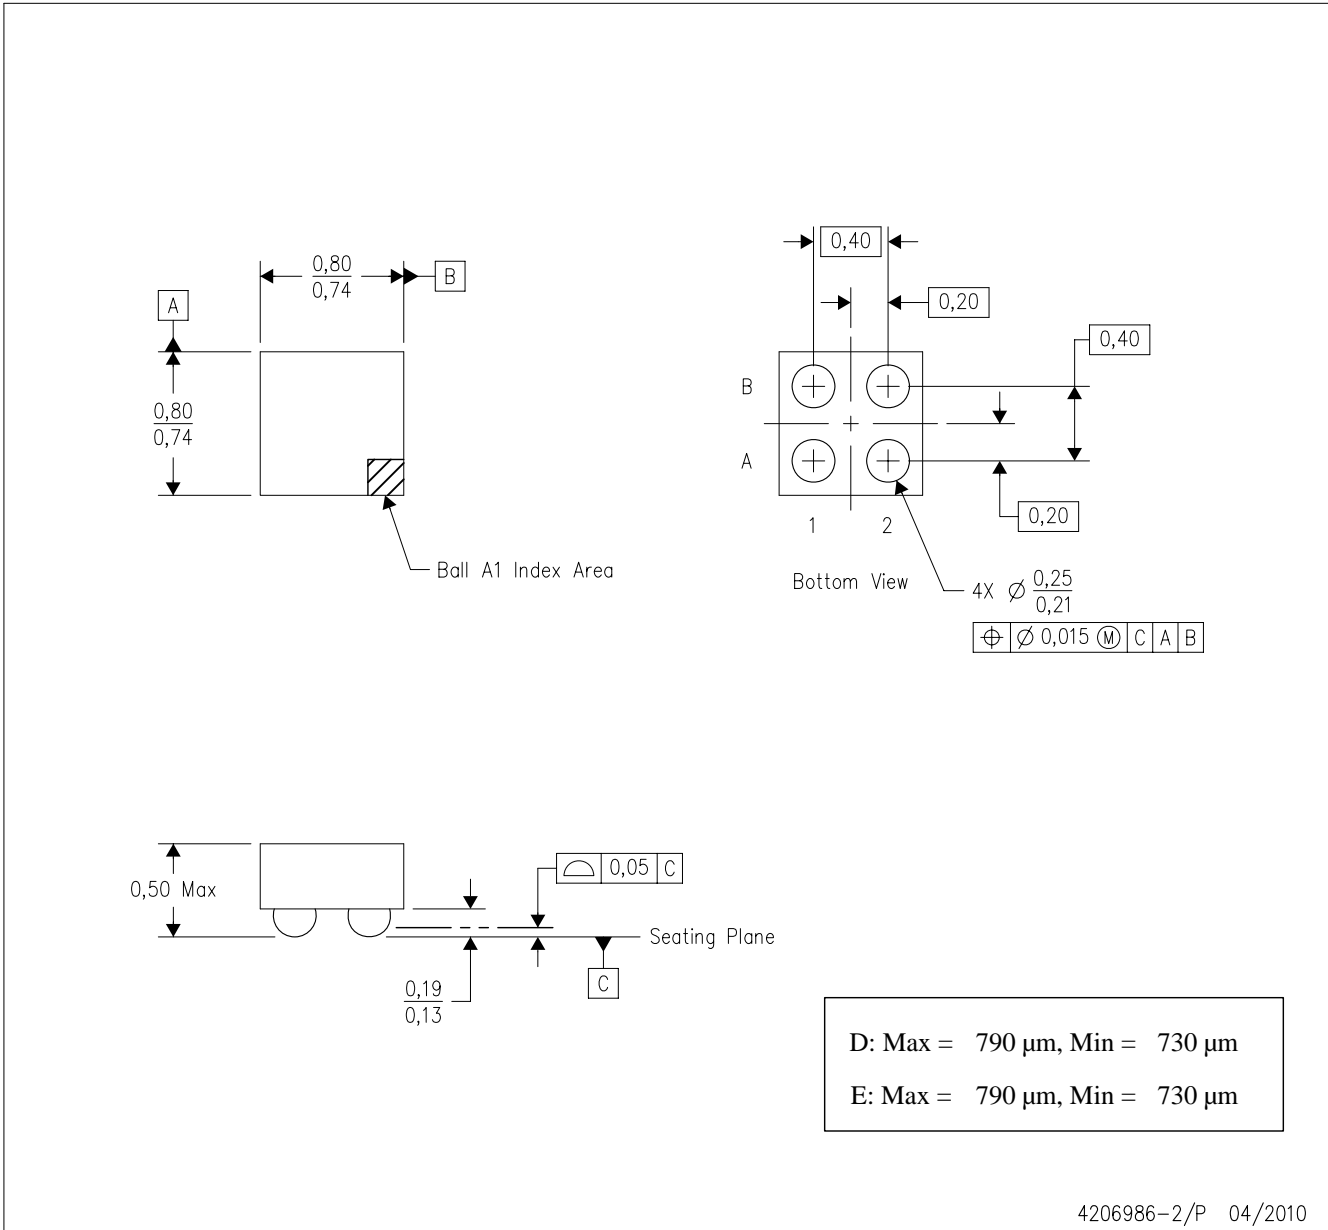 0,80
0,74
B
A
0,80
0,74
Ball A1 Index Area
0,40
0,20
0,40
B
A
0,20
1 2
Bottom View
4X Ø 0,25
0,21
⌖ Ø 0,015 Ⓜ C A B
0,50 Max
⌓ 0,05 C
Seating Plane
C
0,19
0,13
D: Max = 790 µm, Min = 730 µm
E: Max = 790 µm, Min = 730 µm
4206986-2/P 04/2010